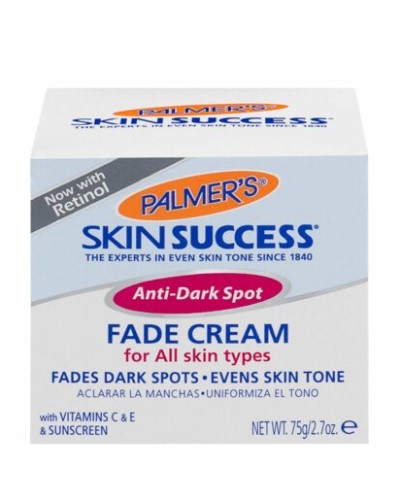 PALMER'S®
SKIN SUCCESS®
THE EXPERTS IN EVEN SKIN TONE SINCE 1840
Now with
Retinol
PALMER'S®
SKIN SUCCESS®
THE EXPERTS IN EVEN SKIN TONE SINCE 1840
Anti-Dark Spot
FADE CREAM
for All skin types
FADES DARK SPOTS • EVENS SKIN TONE
ACLARAR LA MANCHAS • UNIFORMIZA EL TONO
with VITAMINS C & E
& SUNSCREEN
NET WT. 75g/2.7oz. e